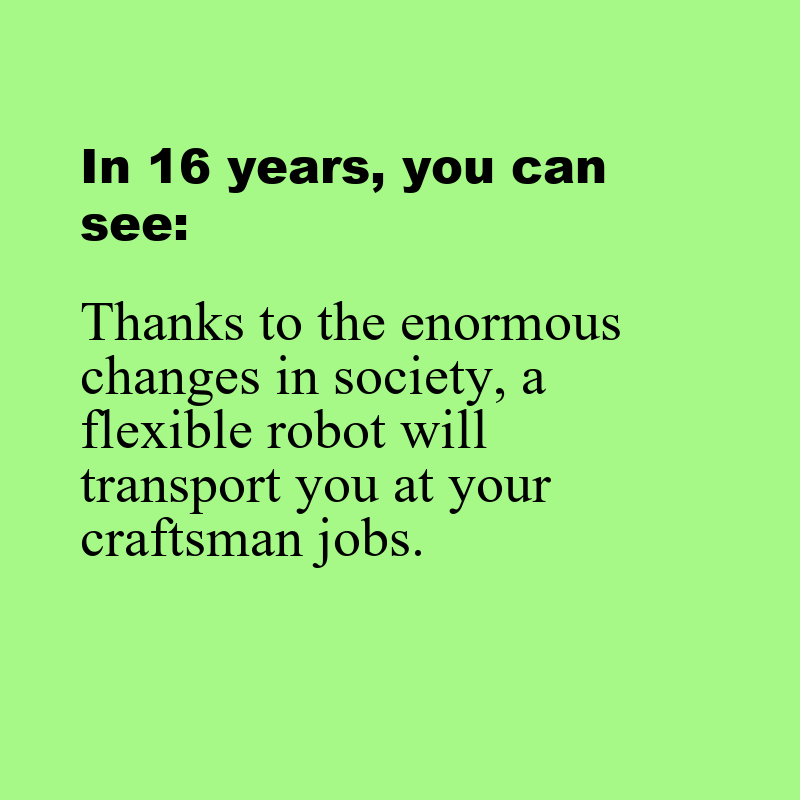 In 16 years, you can
see:
Thanks to the enormous
changes in society, a
flexible robot will
transport you at your
craftsman jobs.